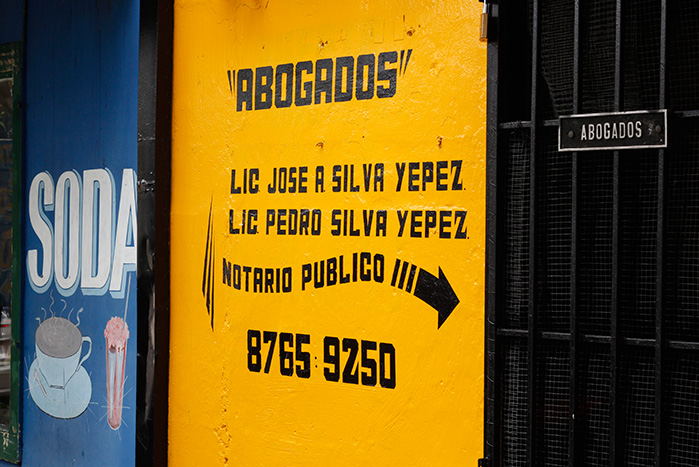 SODA
"ABOGADOS"
LIC. JOSE A. SILVA YEPEZ.
LIC. PEDRO SILVA YEPEZ.
NOTARIO PUBLICO
8765:9250
ABOGADOS